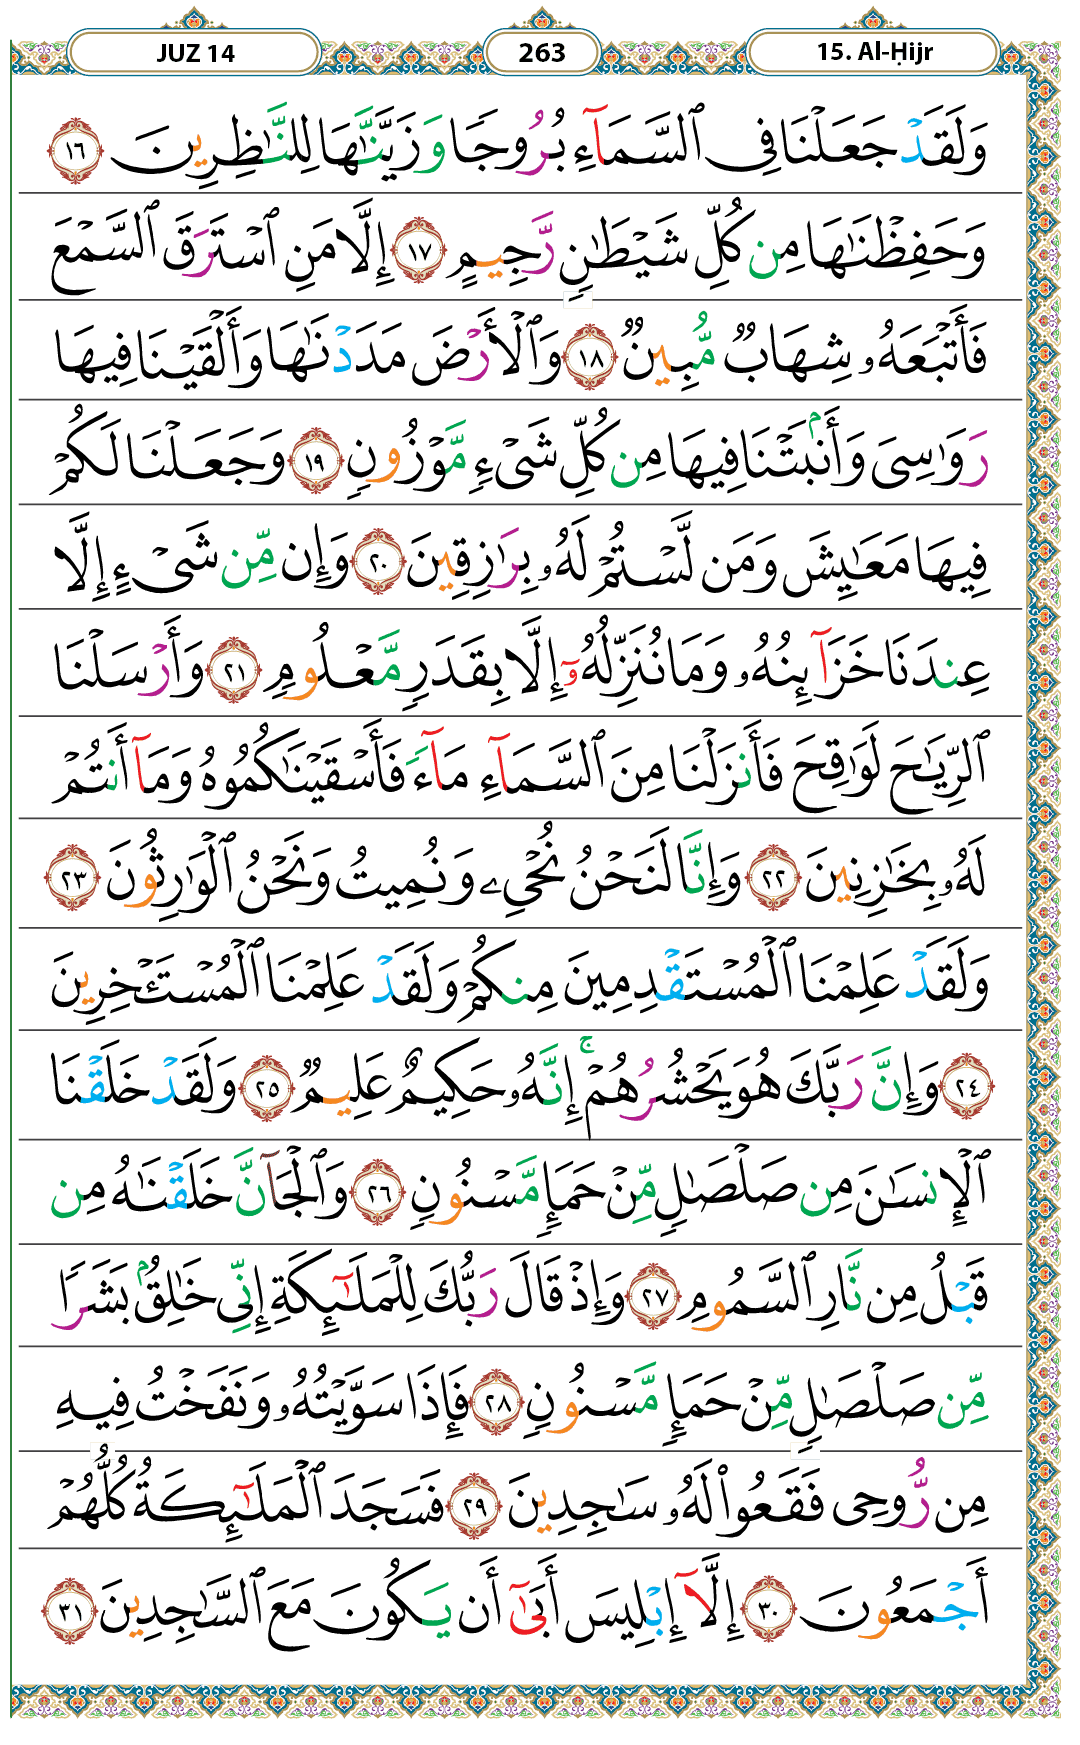 JUZ 14
263
15. Al-Ḥijr
وَلَقَدْ جَعَلْنَا فِى ٱلسَّمَآءِ بُرُوجًا وَزَيَّنَّٰهَا لِلنَّٰظِرِينَ ١٦
وَحَفِظْنَٰهَا مِن كُلِّ شَيْطَٰنٍ رَّجِيمٍ ١٧ إِلَّا مَنِ ٱسْتَرَقَ ٱلسَّمْعَ
فَأَتْبَعَهُۥ شِهَابٌ مُّبِينٌ ١٨ وَٱلْأَرْضَ مَدَدْنَٰهَا وَأَلْقَيْنَا فِيهَا
رَوَٰسِىَ وَأَنۢبَتْنَا فِيهَا مِن كُلِّ شَىْءٍ مَّوْزُونٍ ١٩ وَجَعَلْنَا لَكُمْ
فِيهَا مَعَٰيِشَ وَمَن لَّسْتُمْ لَهُۥ بِرَٰزِقِينَ ٢٠ وَإِن مِّن شَىْءٍ إِلَّا
عِندَنَا خَزَآئِنُهُۥ وَمَا نُنَزِّلُهُۥٓ إِلَّا بِقَدَرٍ مَّعْلُومٍ ٢١ وَأَرْسَلْنَا
ٱلرِّيَٰحَ لَوَٰقِحَ فَأَنزَلْنَا مِنَ ٱلسَّمَآءِ مَآءً فَأَسْقَيْنَٰكُمُوهُ وَمَآ أَنتُمْ
لَهُۥ بِخَٰزِنِينَ ٢٢ وَإِنَّا لَنَحْنُ نُحْىِۦ وَنُمِيتُ وَنَحْنُ ٱلْوَٰرِثُونَ ٢٣
وَلَقَدْ عَلِمْنَا ٱلْمُسْتَقْدِمِينَ مِنكُمْ وَلَقَدْ عَلِمْنَا ٱلْمُسْتَـْٔخِرِينَ
٢٤ وَإِنَّ رَبَّكَ هُوَ يَحْشُرُهُمْ ۚ إِنَّهُۥ حَكِيمٌ عَلِيمٌ ٢٥ وَلَقَدْ خَلَقْنَا
ٱلْإِنسَٰنَ مِن صَلْصَٰلٍ مِّنْ حَمَإٍ مَّسْنُونٍ ٢٦ وَٱلْجَآنَّ خَلَقْنَٰهُ مِن
قَبْلُ مِن نَّارِ ٱلسَّمُومِ ٢٧ وَإِذْ قَالَ رَبُّكَ لِلْمَلَٰٓئِكَةِ إِنِّى خَٰلِقٌۢ بَشَرًا
مِّن صَلْصَٰلٍ مِّنْ حَمَإٍ مَّسْنُونٍ ٢٨ فَإِذَا سَوَّيْتُهُۥ وَنَفَخْتُ فِيهِ
مِن رُّوحِى فَقَعُوا۟ لَهُۥ سَٰجِدِينَ ٢٩ فَسَجَدَ ٱلْمَلَٰٓئِكَةُ كُلُّهُمْ
أَجْمَعُونَ ٣٠ إِلَّآ إِبْلِيسَ أَبَىٰٓ أَن يَكُونَ مَعَ ٱلسَّٰجِدِينَ ٣١